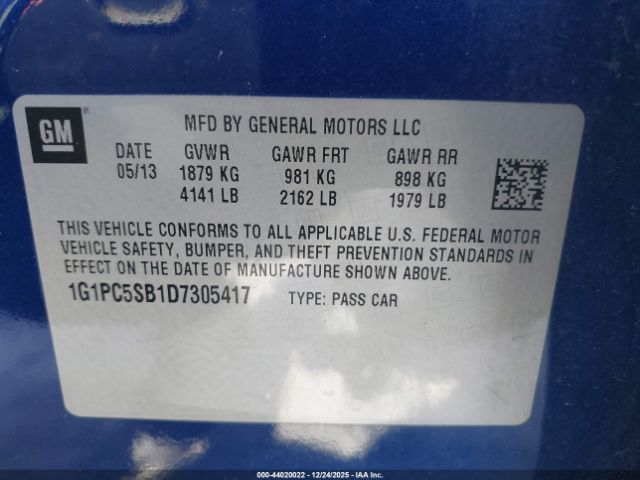 GM
MFD BY GENERAL MOTORS LLC
DATE GVWR GAWR FRT GAWR RR
05/13 1879 KG 981 KG 898 KG
4141 LB 2162 LB 1979 LB
THIS VEHICLE CONFORMS TO ALL APPLICABLE U.S. FEDERAL MOTOR
VEHICLE SAFETY, BUMPER, AND THEFT PREVENTION STANDARDS IN
EFFECT ON THE DATE OF MANUFACTURE SHOWN ABOVE.
1G1PC5SB1D7305417 TYPE: PASS CAR
000-44020022 - 12/24/2025 - IAA Inc.